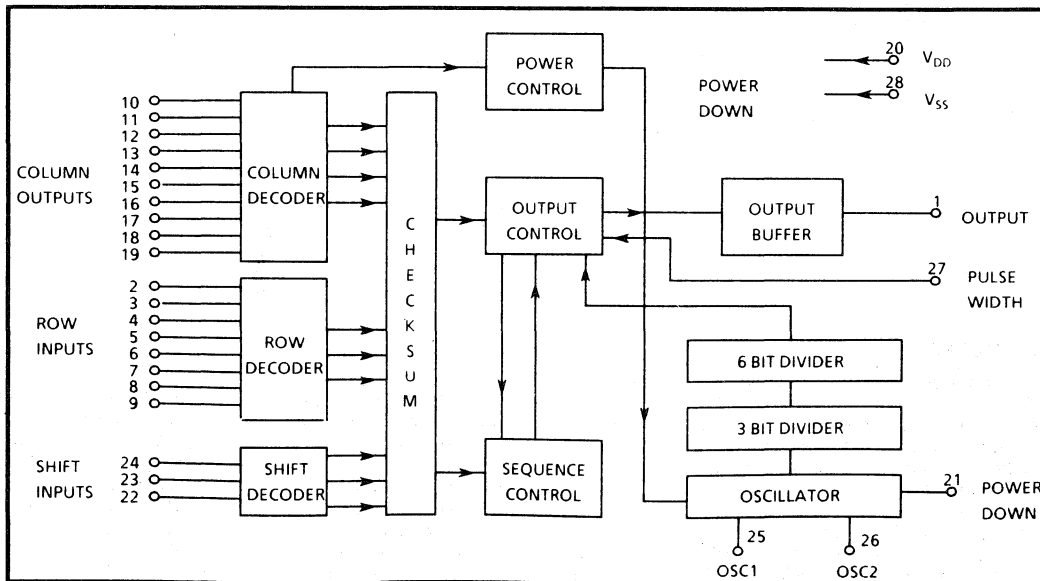 20
V_DD
28
V_SS
POWER
DOWN
POWER
CONTROL
COLUMN
OUTPUTS
10
11
12
13
14
15
16
17
18
19
COLUMN
DECODER
CHECKSUM
OUTPUT
CONTROL
OUTPUT
BUFFER
1
OUTPUT
27
PULSE
WIDTH
ROW
INPUTS
2
3
4
5
6
7
8
9
ROW
DECODER
6 BIT DIVIDER
3 BIT DIVIDER
SHIFT
INPUTS
24
23
22
SHIFT
DECODER
SEQUENCE
CONTROL
OSCILLATOR
21
POWER
DOWN
25
OSC1
26
OSC2